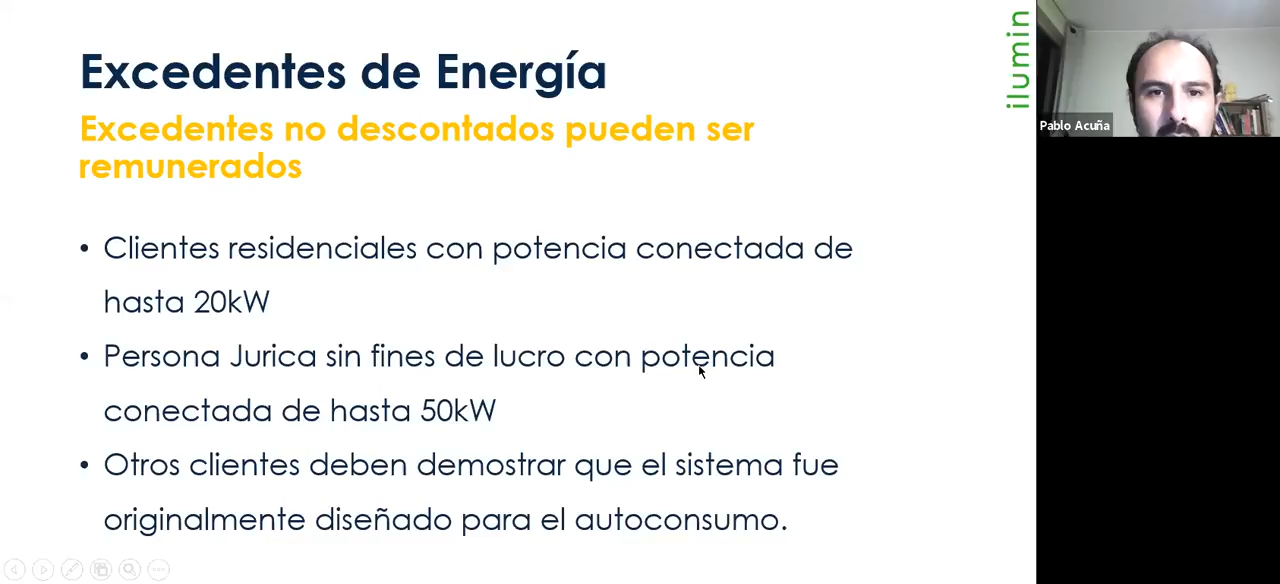 Excedentes de Energía
Excedentes no descontados pueden ser
remunerados
• Clientes residenciales con potencia conectada de
hasta 20kW
• Persona Jurica sin fines de lucro con potencia
conectada de hasta 50kW
• Otros clientes deben demostrar que el sistema fue
originalmente diseñado para el autoconsumo.
ilumin
Pablo Acuña